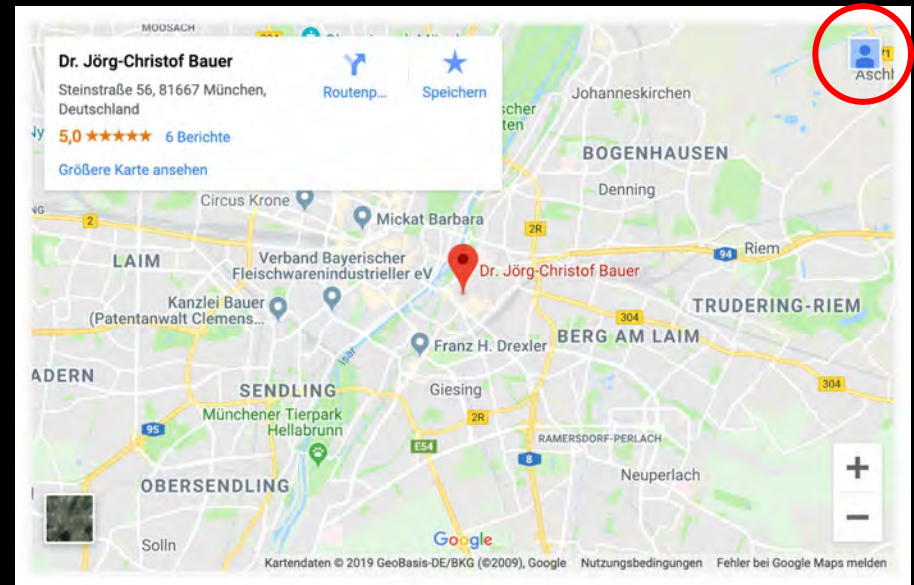 MOOSACH
Dr. Jörg-Christof Bauer
Steinstraße 56, 81667 München,
Deutschland
5,0 ★★★★★ 6 Berichte
Größere Karte ansehen
Routenp...
Speichern
71
Johanneskirchen
BOGENHAUSEN
Denning
Circus Krone
2
Mickat Barbara
2R
Riem
94
LAIM
Verband Bayerischer
Fleischwarenindustrieller eV
Dr. Jörg-Christof Bauer
Kanzlei Bauer
(Patentanwalt Clemens...
TRUDERING-RIEM
304
Franz H. Drexler
BERG AM LAIM
Isar
ADERN
SENDLING
Giesing
304
Münchener Tierpark
Hellabrunn
2R
95
E54
RAMERSDORF-PERLACH
8
Neuperlach
+
OBERSENDLING
−
Solln
Google
Kartendaten © 2019 GeoBasis-DE/BKG (©2009), Google Nutzungsbedingungen Fehler bei Google Maps melden